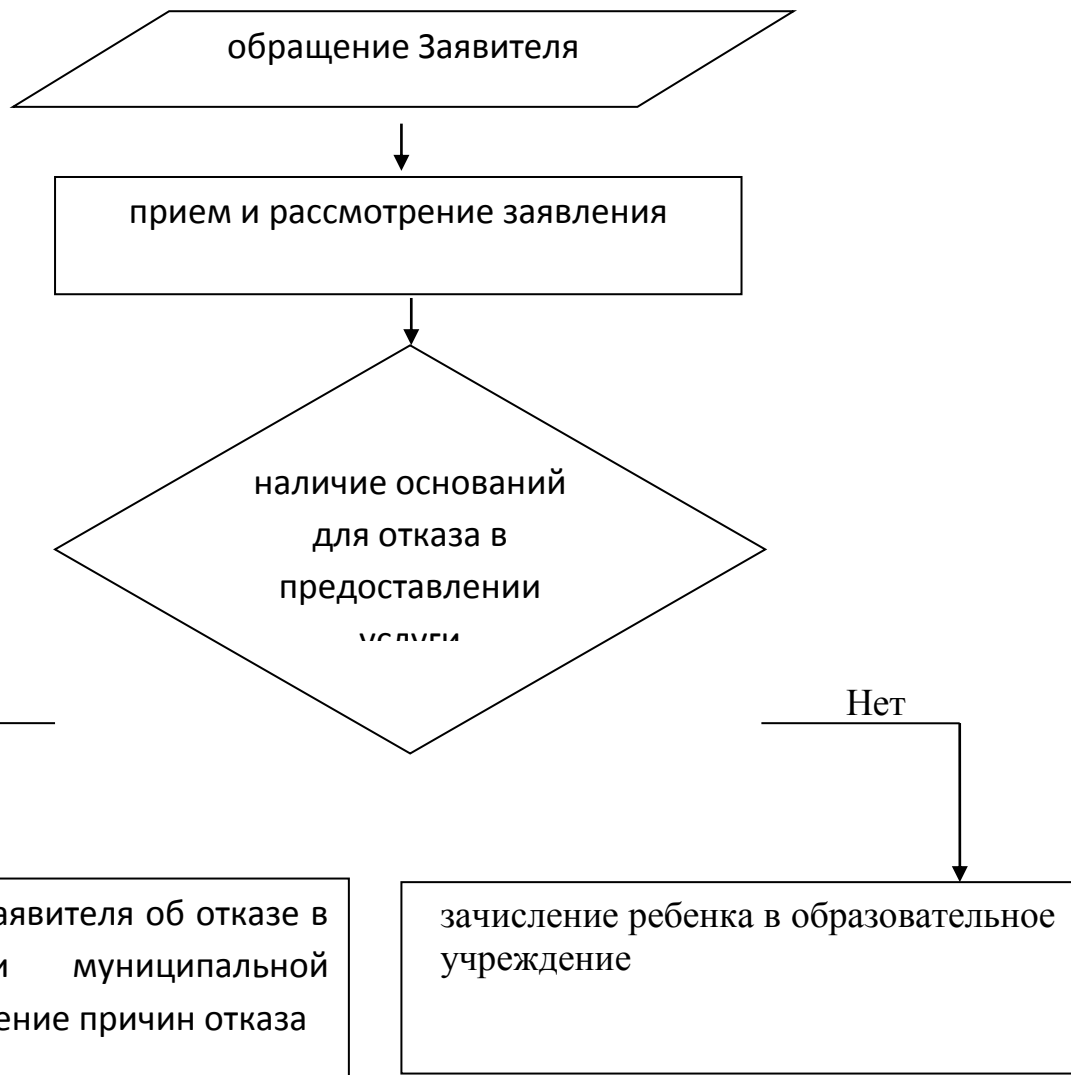 обращение Заявителя
прием и рассмотрение заявления
наличие оснований
для отказа в
предоставлении
услуги
Нет
аявителя об отказе в
и муниципальной
ение причин отказа
зачисление ребенка в образовательное
учреждение